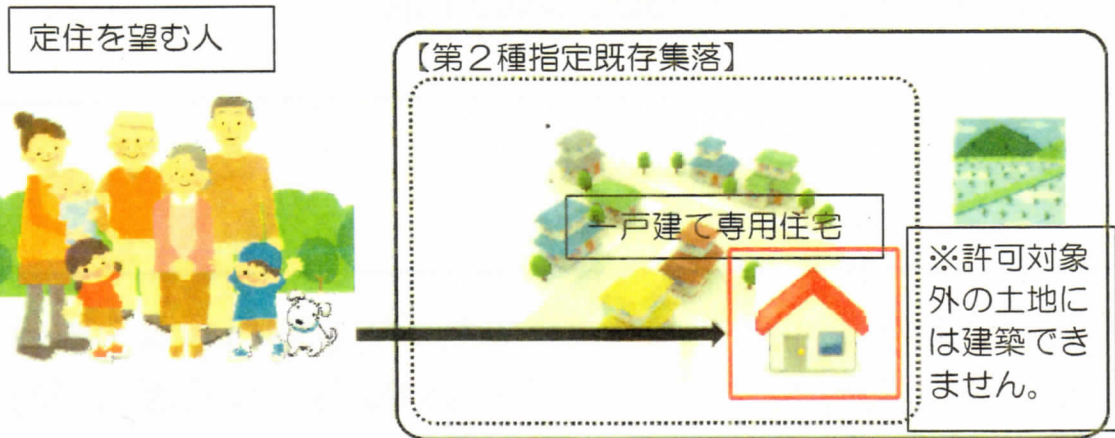 定住を望む人
【第2種指定既存集落】
一戸建て専用住宅
※許可対象
外の土地に
は建築でき
ません。